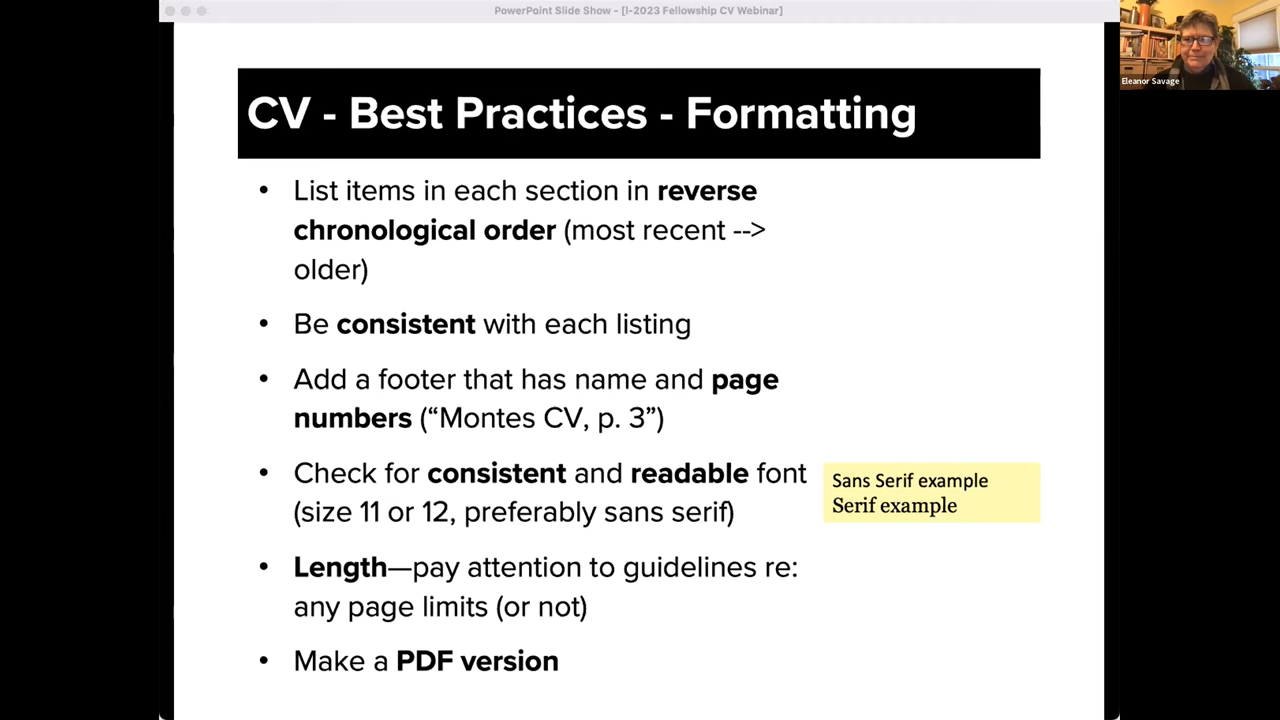 PowerPoint Slide Show - [I-2023 Fellowship CV Webinar]
Eleanor Savage
CV - Best Practices - Formatting
• List items in each section in reverse
chronological order (most recent -->
older)
• Be consistent with each listing
• Add a footer that has name and page
numbers (“Montes CV, p. 3”)
• Check for consistent and readable font
(size 11 or 12, preferably sans serif)
Sans Serif example
Serif example
• Length—pay attention to guidelines re:
any page limits (or not)
• Make a PDF version